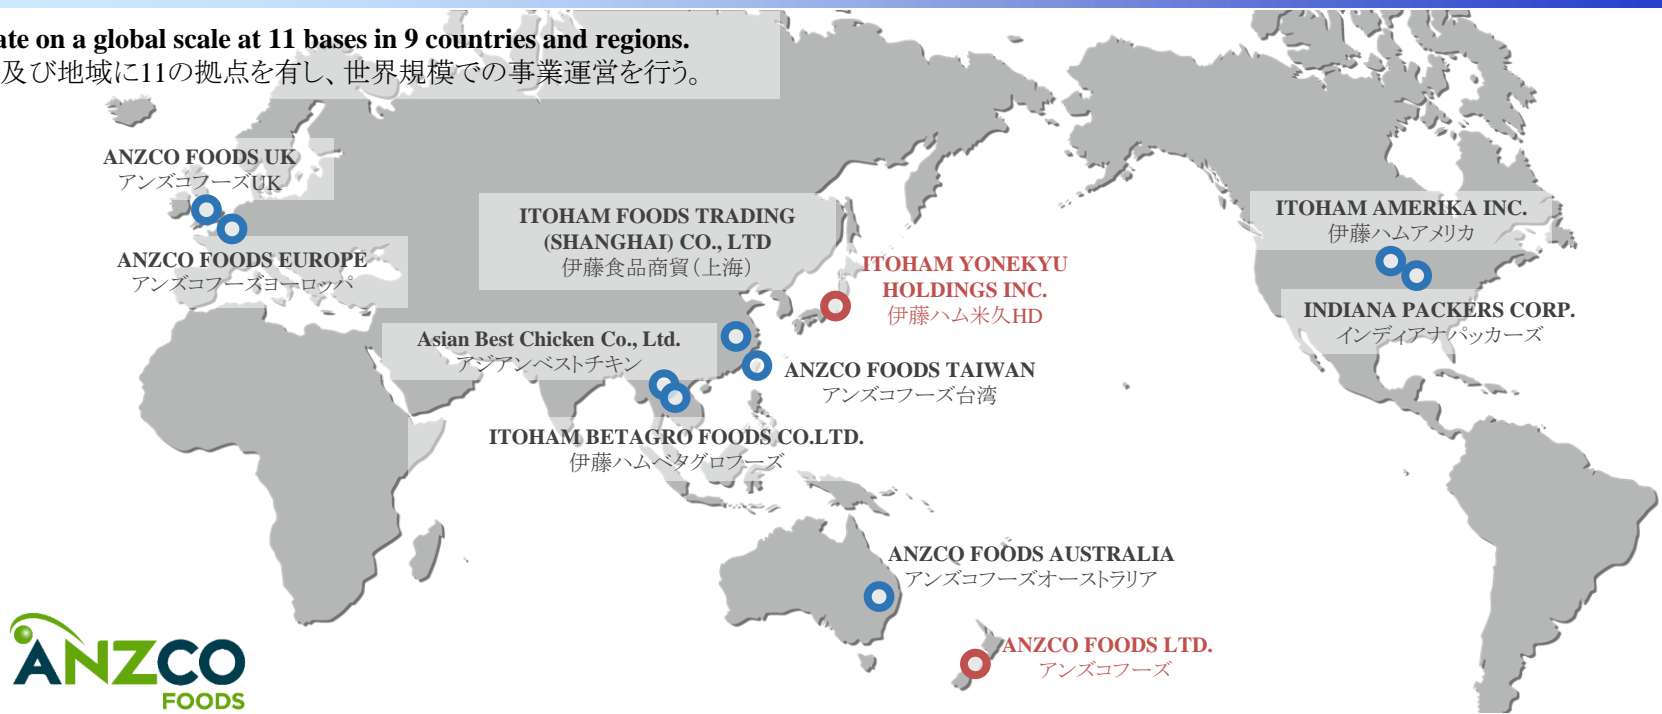 ate on a global scale at 11 bases in 9 countries and regions.
及び地域に11の拠点を有し、世界規模での事業運営を行う。
ANZCO FOODS UK
アンズコフーズUK
ANZCO FOODS EUROPE
アンズコフーズヨーロッパ
ITOHAM FOODS TRADING
(SHANGHAI) CO., LTD
伊藤食品商貿（上海）
ITOHAM YONEKYU
HOLDINGS INC.
伊藤ハム米久HD
ITOHAM AMERIKA INC.
伊藤ハムアメリカ
INDIANA PACKERS CORP.
インディアナパッカーズ
Asian Best Chicken Co., Ltd.
アジアンベストチキン
ANZCO FOODS TAIWAN
アンズコフーズ台湾
ITOHAM BETAGRO FOODS CO.LTD.
伊藤ハムベタグロフーズ
ANZCO FOODS AUSTRALIA
アンズコフーズオーストラリア
ANZCO FOODS LTD.
アンズコフーズ
ANZCO
FOODS